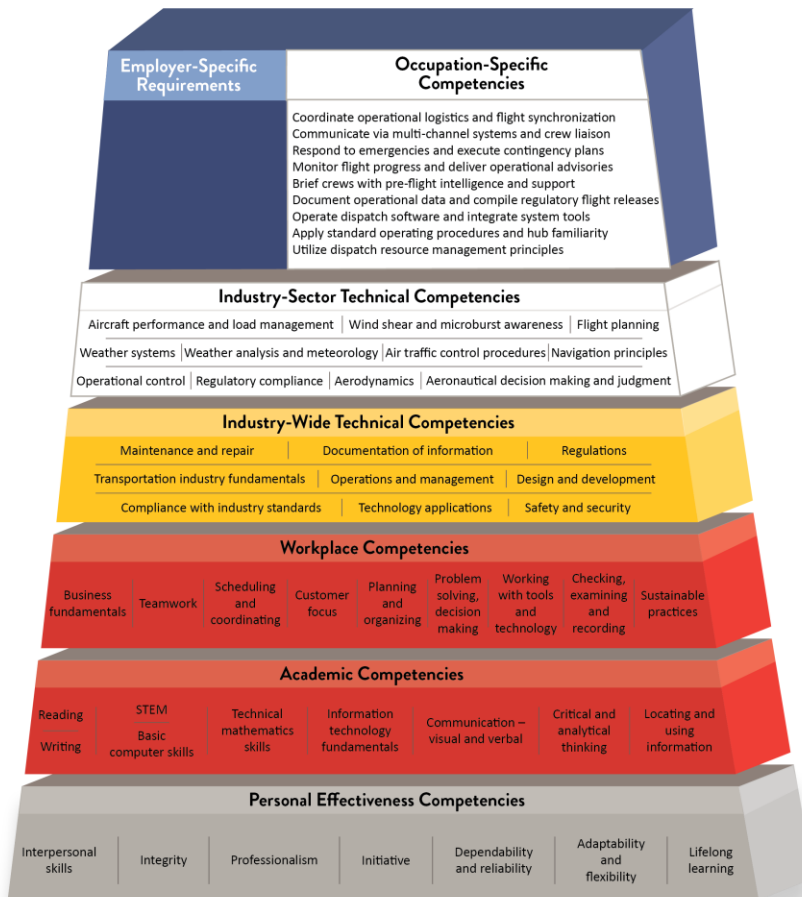 Employer-Specific
Requirements
Occupation-Specific
Competencies
Coordinate operational logistics and flight synchronization
Communicate via multi-channel systems and crew liaison
Respond to emergencies and execute contingency plans
Monitor flight progress and deliver operational advisories
Brief crews with pre-flight intelligence and support
Document operational data and compile regulatory flight releases
Operate dispatch software and integrate system tools
Apply standard operating procedures and hub familiarity
Utilize dispatch resource management principles
Industry-Sector Technical Competencies
Aircraft performance and load management Wind shear and microburst awareness Flight planning
Weather systems Weather analysis and meteorology Air traffic control procedures Navigation principles
Operational control Regulatory compliance Aerodynamics Aeronautical decision making and judgment
Industry-Wide Technical Competencies
Maintenance and repair Documentation of information Regulations
Transportation industry fundamentals Operations and management Design and development
Compliance with industry standards Technology applications Safety and security
Workplace Competencies
Business
fundamentals
Teamwork
Scheduling
and
coordinating
Customer
focus
Planning
and
organizing
Problem
solving,
decision
making
Working
with tools
and
technology
Checking,
examining
and
recording
Sustainable
practices
Academic Competencies
Reading
Writing
STEM
Basic
computer skills
Technical
mathematics
skills
Information
technology
fundamentals
Communication –
visual and verbal
Critical and
analytical
thinking
Locating and
using
information
Personal Effectiveness Competencies
Interpersonal
skills
Integrity
Professionalism
Initiative
Dependability
and reliability
Adaptability
and
flexibility
Lifelong
learning